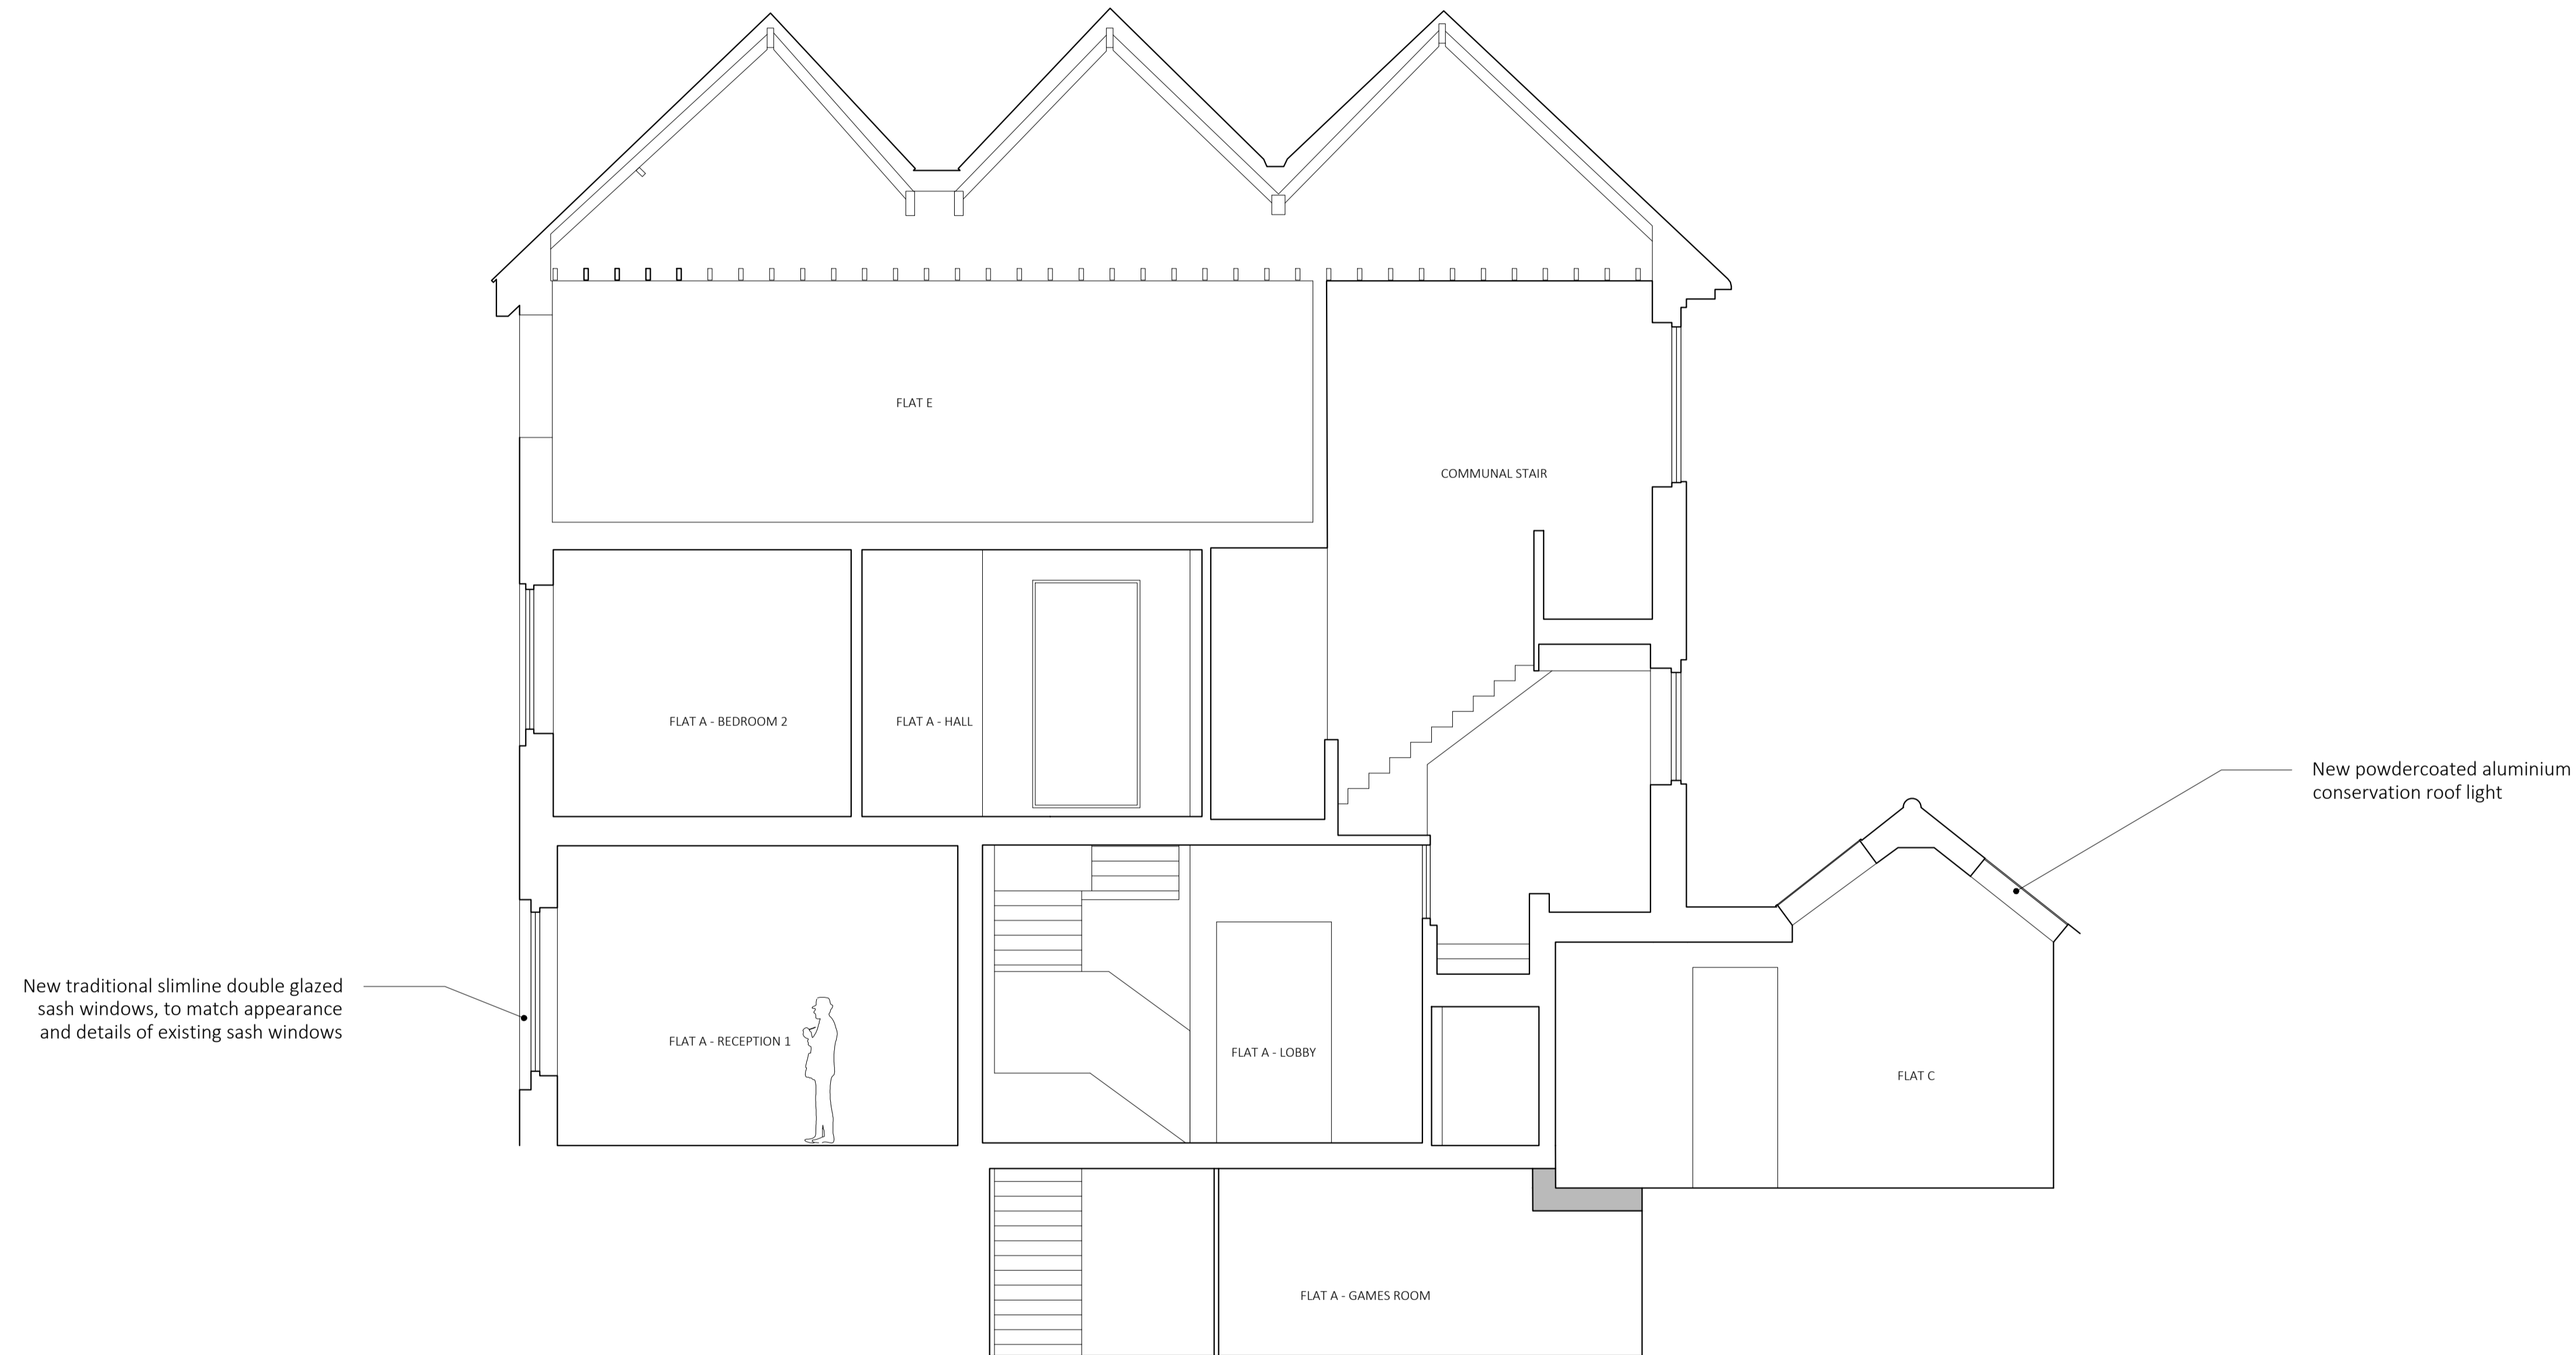 FLAT E
COMMUNAL STAIR
FLAT A - BEDROOM 2
FLAT A - HALL
New powdercoated aluminium
conservation roof light
New traditional slimline double glazed
sash windows, to match appearance
and details of existing sash windows
FLAT A - RECEPTION 1
FLAT A - LOBBY
FLAT C
FLAT A - GAMES ROOM